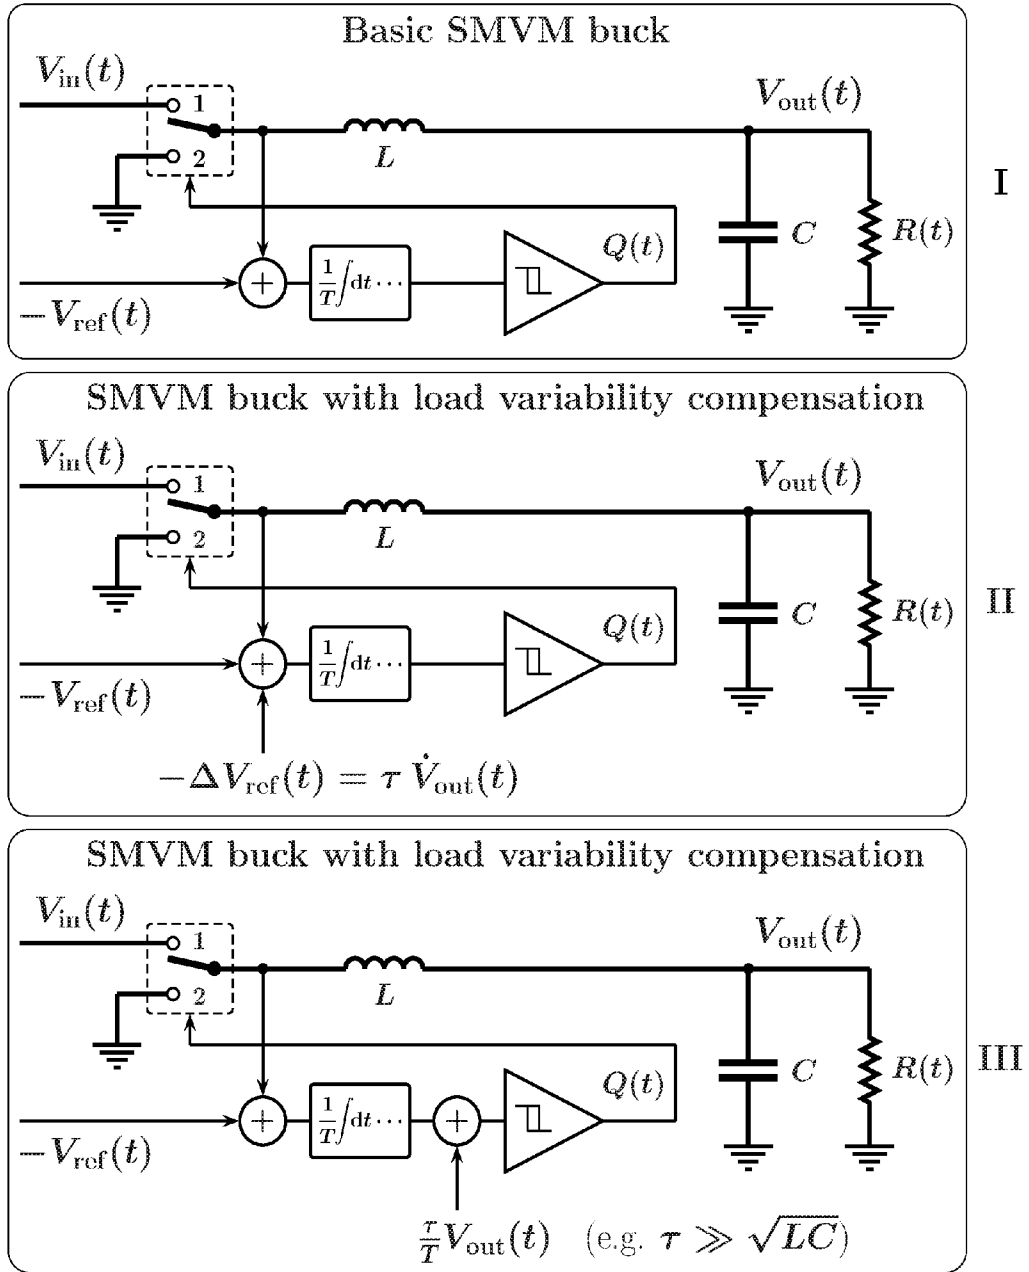 Basic SMVM buck
V_in(t)
1
V_out(t)
2
L
I
Q(t)
C
R(t)
1/T ∫dt ···
+
−V_ref(t)
SMVM buck with load variability compensation
V_in(t)
1
V_out(t)
2
L
II
Q(t)
C
R(t)
1/T ∫dt ···
+
−V_ref(t)
−ΔV_ref(t) = τ V̇_out(t)
SMVM buck with load variability compensation
V_in(t)
1
V_out(t)
2
L
III
Q(t)
C
R(t)
1/T ∫dt ···
+
+
−V_ref(t)
τ/T V_out(t) (e.g. τ ≫ √LC)